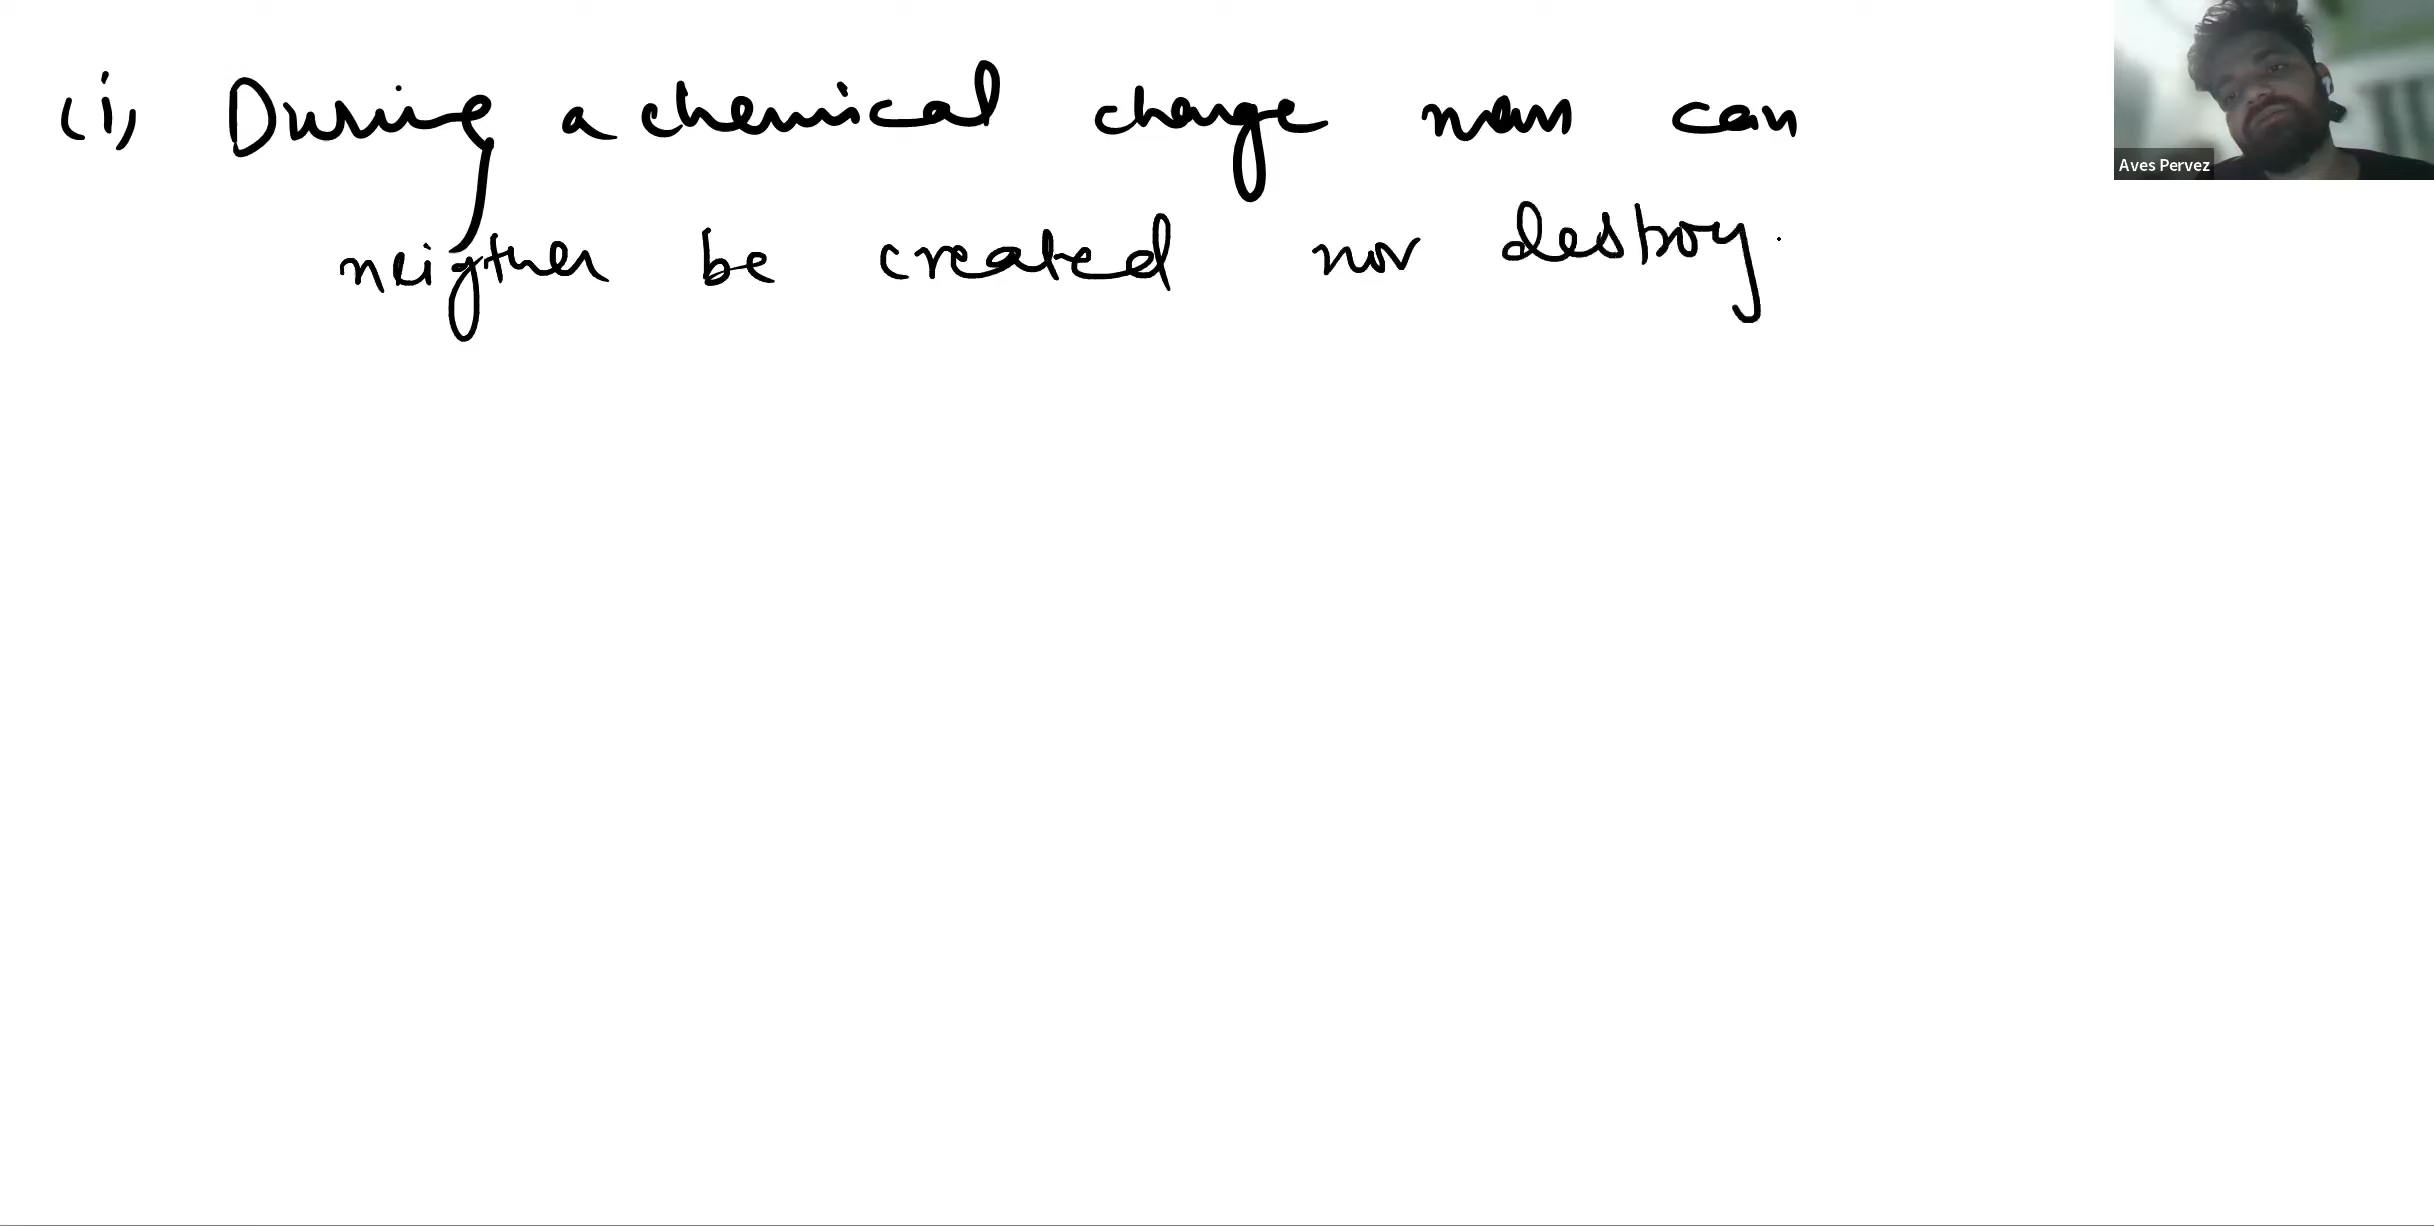 (i) During a chemical change mass can
neigther be created nor destroy.
Aves Pervez